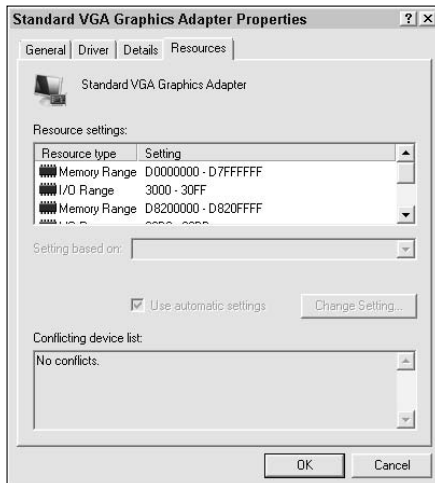 Standard VGA Graphics Adapter Properties ? x
General Driver Details Resources
Standard VGA Graphics Adapter
Resource settings:
Resource type Setting
Memory Range D0000000 - D7FFFFFF
I/O Range 3000 - 30FF
Memory Range D8200000 - D820FFFF
Setting based on:
Use automatic settings Change Setting...
Conflicting device list:
No conflicts.
OK Cancel